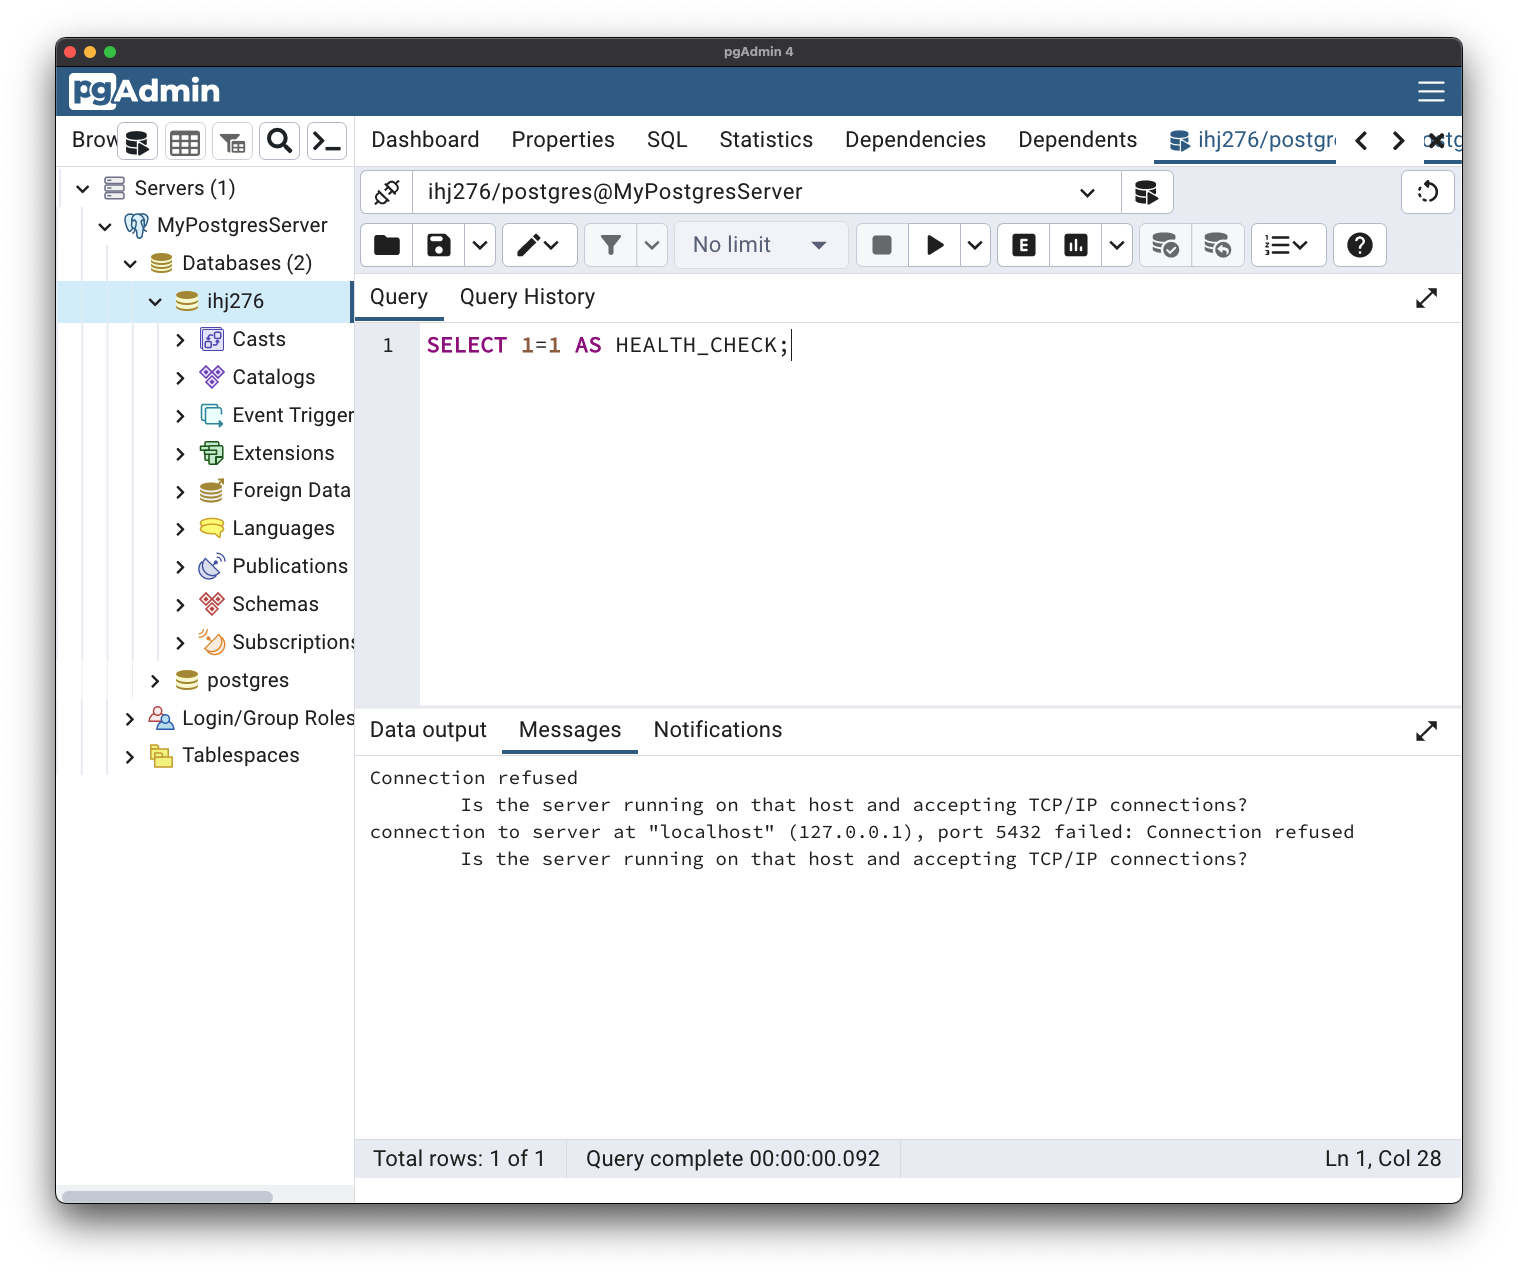 pgAdmin 4
pgAdmin
Brow
Dashboard Properties SQL Statistics Dependencies Dependents ihj276/postgr
Servers (1)
MyPostgresServer
Databases (2)
ihj276
Casts
Catalogs
Event Trigger
Extensions
Foreign Data
Languages
Publications
Schemas
Subscriptions
postgres
Login/Group Roles
Tablespaces
ihj276/postgres@MyPostgresServer
No limit
E
Query Query History
1 SELECT 1=1 AS HEALTH_CHECK;
Data output Messages Notifications
Connection refused
Is the server running on that host and accepting TCP/IP connections?
connection to server at "localhost" (127.0.0.1), port 5432 failed: Connection refused
Is the server running on that host and accepting TCP/IP connections?
Total rows: 1 of 1 Query complete 00:00:00.092 Ln 1, Col 28